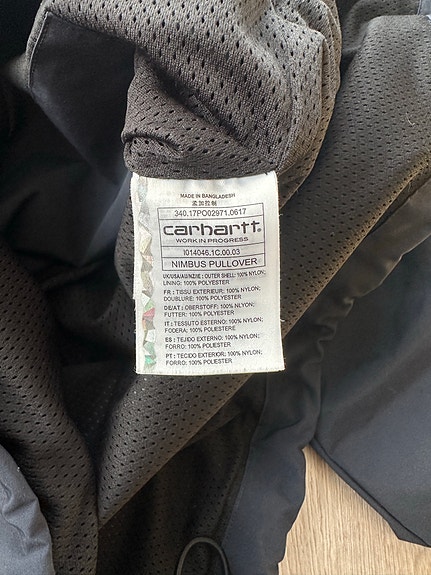 MADE IN BANGLADESH
孟加拉制
340.17PO02971.0617
carhartt.
WORK IN PROGRESS
I014046.1C.00.03
NIMBUS PULLOVER
UK/USA/AU/NZ/IE: OUTER SHELL: 100% NYLON;
LINING: 100% POLYESTER
FR : TISSU EXTERIEUR: 100% NYLON;
DOUBLURE: 100% POLYESTER
DE/AT: OBERSTOFF: 100% NLYON;
FUTTER: 100% POLYESTER
IT : TESSUTO ESTERNO: 100% NYLON;
FODERA: 100% POLIESTERE
ES : TEJIDO EXTERNO: 100% NYLON;
FORRO: 100% POLIESTER
PT : TECIDO EXTERIOR: 100% NYLON;
FORRO: 100% POLIESTER